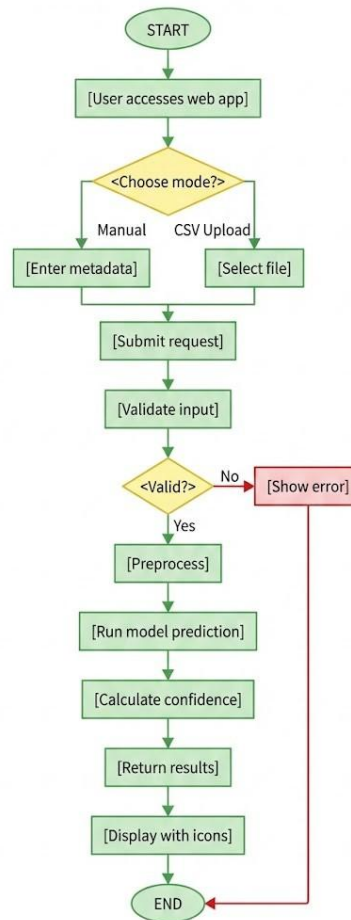 START
[User accesses web app]
<Choose mode?>
Manual
CSV Upload
[Enter metadata]
[Select file]
[Submit request]
[Validate input]
<Valid?>
No
[Show error]
Yes
[Preprocess]
[Run model prediction]
[Calculate confidence]
[Return results]
[Display with icons]
END